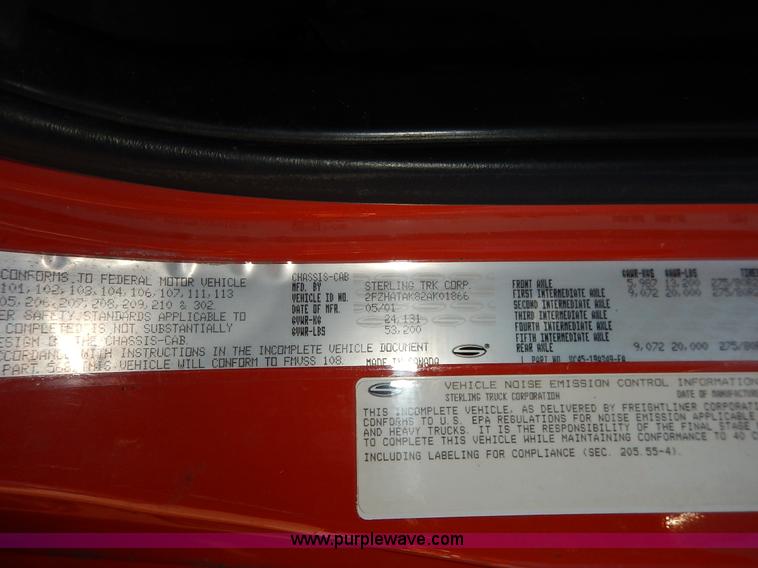 CONFORMS TO FEDERAL MOTOR VEHICLE
101, 102, 103, 104, 106, 107, 111, 113
05, 206, 207, 208, 209, 210 & 302
ER SAFETY STANDARDS APPLICABLE TO
IS NOT SUBSTANTIALLY
DESIGN THE CHASSIS-CAB.
ACCORDANCE WITH INSTRUCTIONS IN THE INCOMPLETE VEHICLE DOCUMENT
PART. 568. THIS VEHICLE WILL CONFORM TO FMVSS 108.
CHASSIS-CAB
MFD. BY STERLING TRK CORP.
VEHICLE ID NO. 2FZHATAK82AK01866
DATE OF MFR. 05/01
GVWR-KG 24,131
GVWR-LBS 53,200
MADE IN CANADA
GAWR-KGS GAWR-LBS
FRONT AXLE 5,987 13,200
FIRST INTERMEDIATE AXLE 9,072 20,000
SECOND INTERMEDIATE AXLE
THIRD INTERMEDIATE AXLE
FOURTH INTERMEDIATE AXLE
FIFTH INTERMEDIATE AXLE
REAR AXLE 9,072 20,000
PART NO.
VEHICLE NOISE EMISSION CONTROL INFORMATION
STERLING TRUCK CORPORATION DATE OF MANUFACTURE
THIS INCOMPLETE VEHICLE, AS DELIVERED BY FREIGHTLINER CORPORATI
CONFORMS TO U.S. EPA REGULATIONS FOR NOISE EMISSION APPLICABLE
AND HEAVY TRUCKS. IT IS THE RESPONSIBILITY OF THE FINAL STAGE
TO COMPLETE THIS VEHICLE WHILE MAINTAINING CONFORMANCE TO 40 C
INCLUDING LABELING FOR COMPLIANCE (SEC. 205.55-4).
www.purplewave.com